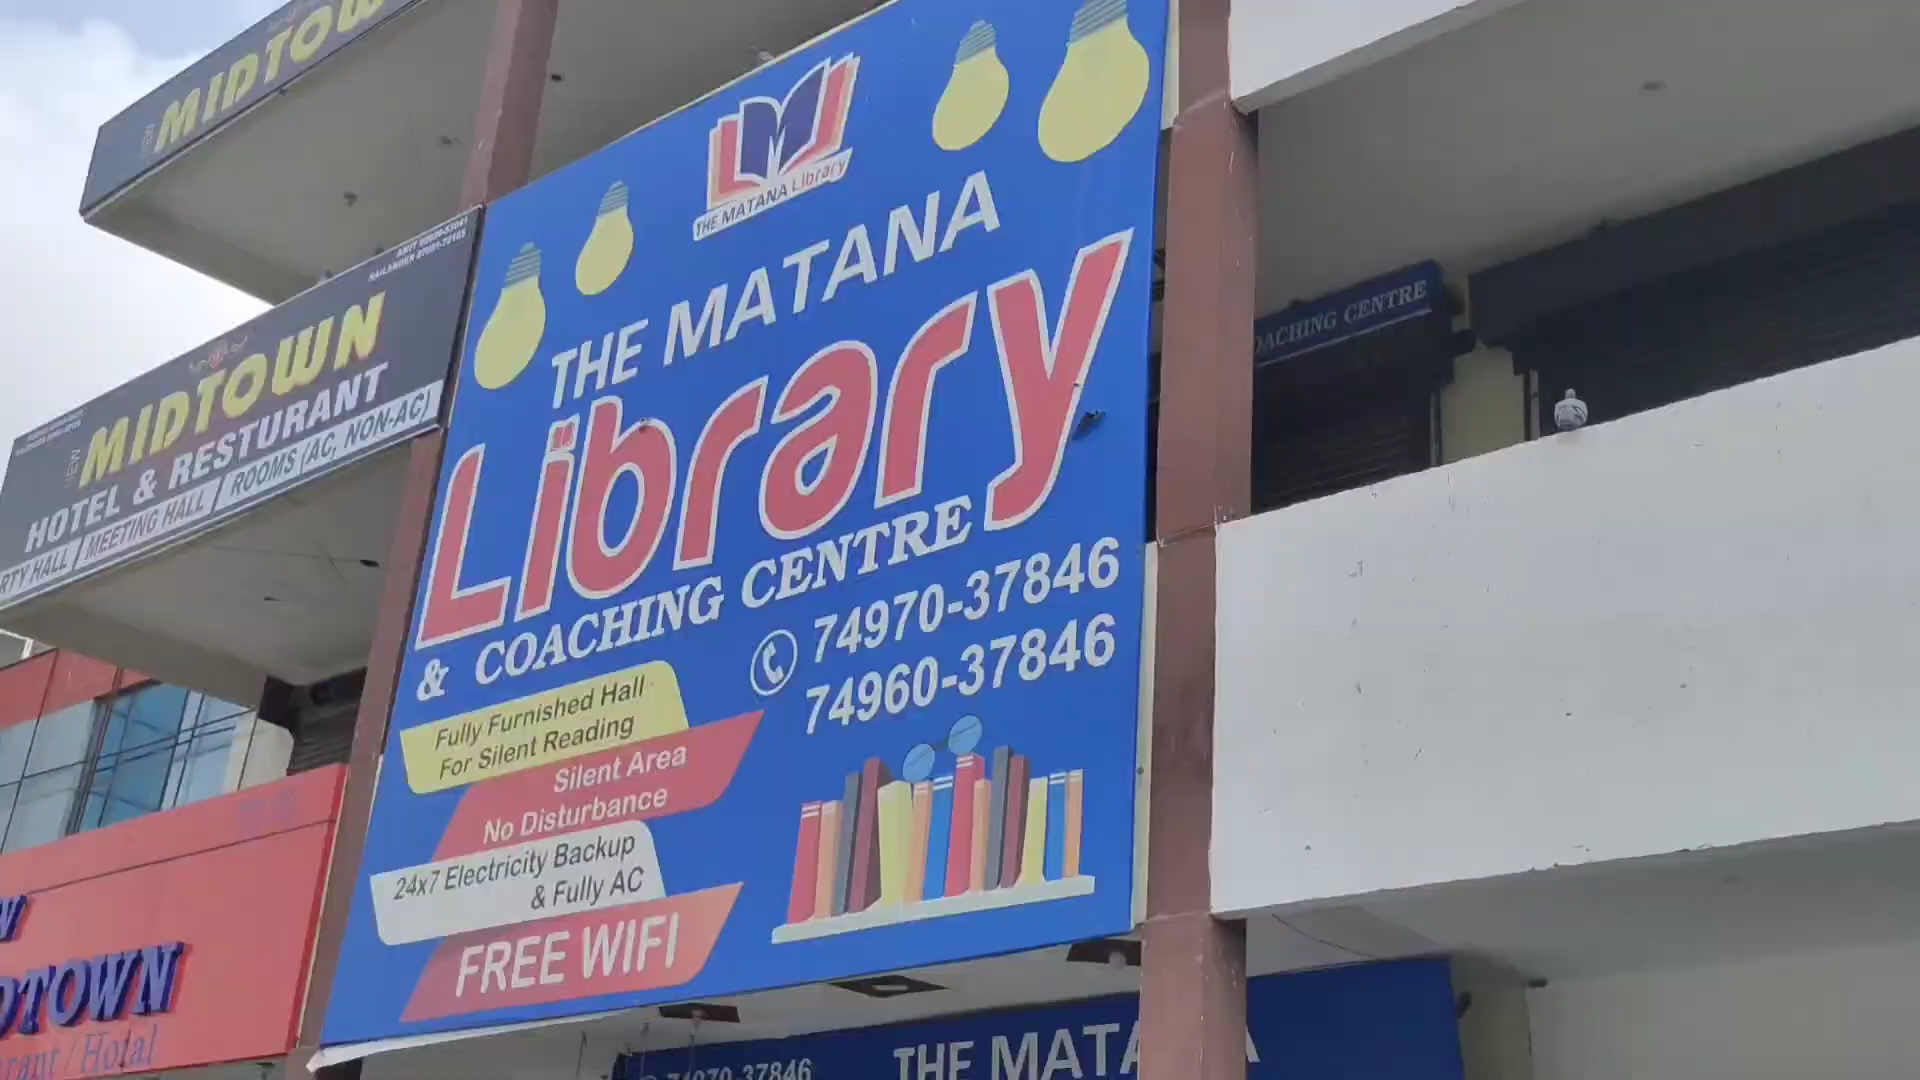 MIDTOW
NEW
MIDTOWN
HOTEL & RESTURANT
RTY HALL / MEETING HALL / ROOMS (AC, NON-AC)
THE MATANA Library
THE MATANA
Library
& COACHING CENTRE
74970-37846
74960-37846
Fully Furnished Hall
For Silent Reading
Silent Area
No Disturbance
24x7 Electricity Backup
& Fully AC
FREE WIFI
OACHING CENTRE
DTOWN
rant / Hotal
74970-37846
THE MATA A